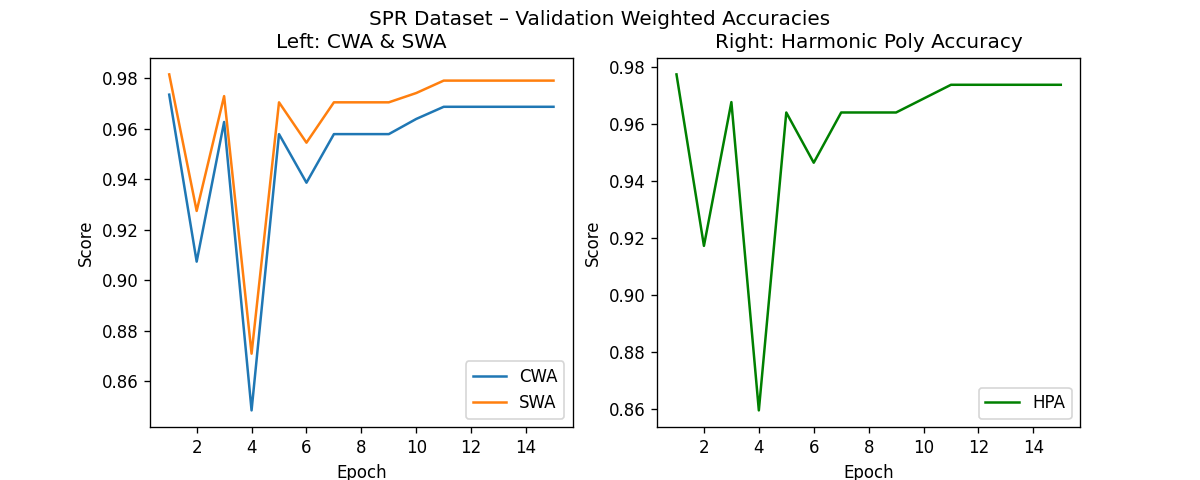 SPR Dataset – Validation Weighted Accuracies
Left: CWA & SWA
Score
0.98
0.96
0.94
0.92
0.90
0.88
0.86
CWA
SWA
2 4 6 8 10 12 14
Epoch
Right: Harmonic Poly Accuracy
Score
0.98
0.96
0.94
0.92
0.90
0.88
0.86
HPA
2 4 6 8 10 12 14
Epoch